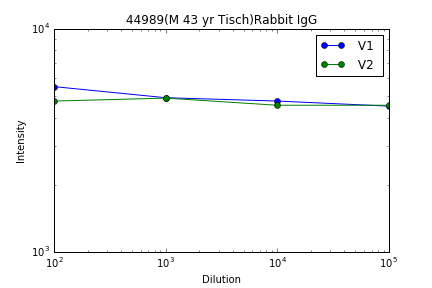 44989(M 43 yr Tisch)Rabbit IgG
10^4
V1
V2
Intensity
10^3
10^2
10^3
10^4
10^5
Dilution